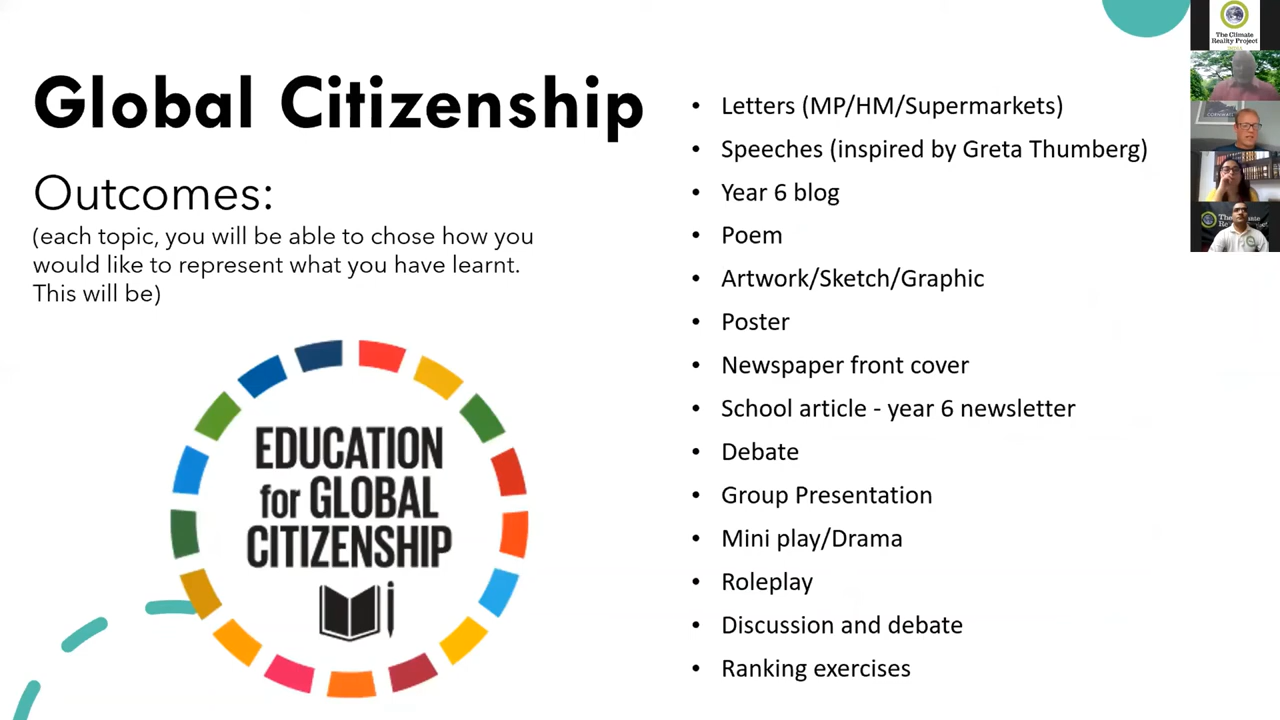 Global Citizenship
Outcomes:
(each topic, you will be able to chose how you
would like to represent what you have learnt.
This will be)
EDUCATION
for GLOBAL
CITIZENSHIP
• Letters (MP/HM/Supermarkets)
• Speeches (inspired by Greta Thumberg)
• Year 6 blog
• Poem
• Artwork/Sketch/Graphic
• Poster
• Newspaper front cover
• School article - year 6 newsletter
• Debate
• Group Presentation
• Mini play/Drama
• Roleplay
• Discussion and debate
• Ranking exercises
The Climate
Reality Project
INDIA